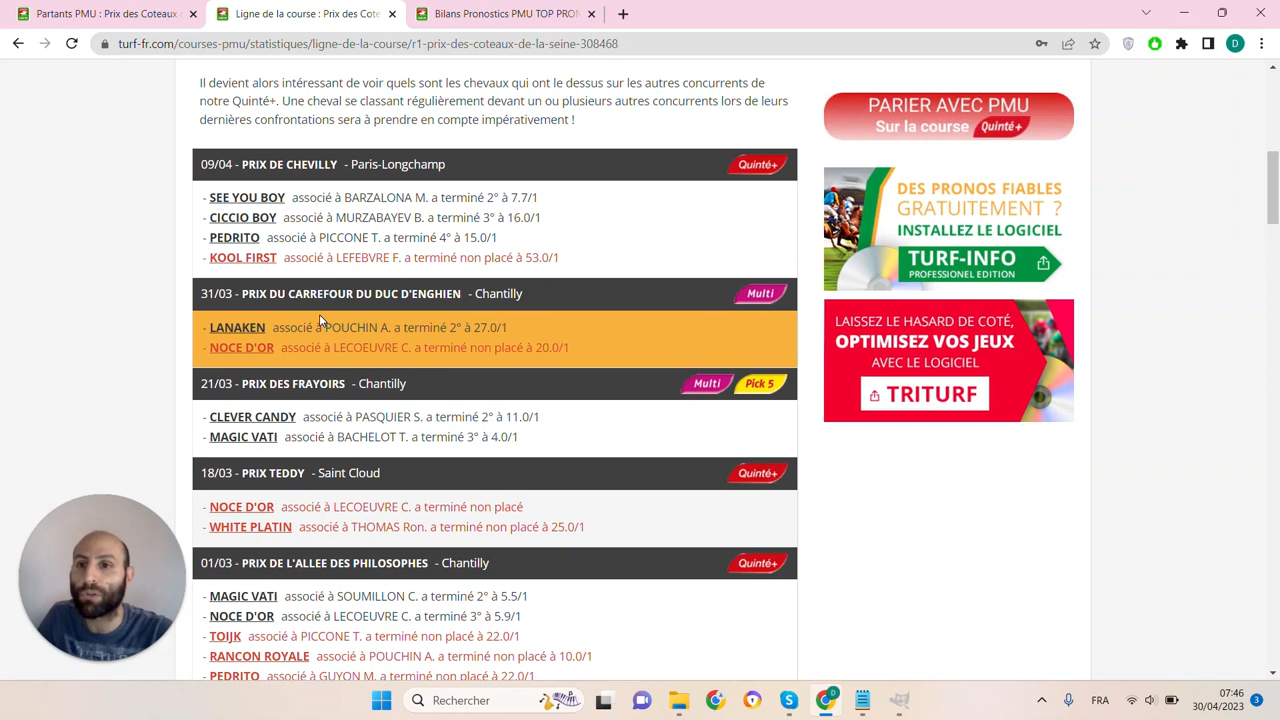 Partants PMU : Prix des Coteaux
Ligne de la course : Prix des Cote
Bilans Pronostics PMU TOP PRON
turf-fr.com/courses-pmu/statistiques/ligne-de-la-course/r1-prix-des-coteaux-de-la-seine-308468
D
Il devient alors intéressant de voir quels sont les chevaux qui ont le dessus sur les autres concurrents de
notre Quinté+. Une cheval se classant régulièrement devant un ou plusieurs autres concurrents lors de leurs
dernières confrontations sera à prendre en compte impérativement !
09/04 - PRIX DE CHEVILLY - Paris-Longchamp Quinté+
- SEE YOU BOY associé à BARZALONA M. a terminé 2° à 7.7/1
- CICCIO BOY associé à MURZABAYEV B. a terminé 3° à 16.0/1
- PEDRITO associé à PICCONE T. a terminé 4° à 15.0/1
- KOOL FIRST associé à LEFEBVRE F. a terminé non placé à 53.0/1
31/03 - PRIX DU CARREFOUR DU DUC D'ENGHIEN - Chantilly Multi
- LANAKEN associé à POUCHIN A. a terminé 2° à 27.0/1
- NOCE D'OR associé à LECOEUVRE C. a terminé non placé à 20.0/1
21/03 - PRIX DES FRAYOIRS - Chantilly Multi Pick 5
- CLEVER CANDY associé à PASQUIER S. a terminé 2° à 11.0/1
- MAGIC VATI associé à BACHELOT T. a terminé 3° à 4.0/1
18/03 - PRIX TEDDY - Saint Cloud Quinté+
- NOCE D'OR associé à LECOEUVRE C. a terminé non placé
- WHITE PLATIN associé à THOMAS Ron. a terminé non placé à 25.0/1
01/03 - PRIX DE L'ALLEE DES PHILOSOPHES - Chantilly Quinté+
- MAGIC VATI associé à SOUMILLON C. a terminé 2° à 5.5/1
- NOCE D'OR associé à LECOEUVRE C. a terminé 3° à 5.9/1
- TOIJK associé à PICCONE T. a terminé non placé à 22.0/1
- RANCON ROYALE associé à POUCHIN A. a terminé non placé à 10.0/1
- PEDRITO associé à GUYON M. a terminé non placé à 22.0/1
PARIER AVEC PMU
Sur la course Quinté+
DES PRONOS FIABLES
GRATUITEMENT ?
INSTALLEZ LE LOGICIEL
TURF-INFO
PROFESSIONEL EDITION
LAISSEZ LE HASARD DE COTÉ,
OPTIMISEZ VOS JEUX
AVEC LE LOGICIEL
TRITURF
Rechercher
D
FRA
07:46
30/04/2023
3